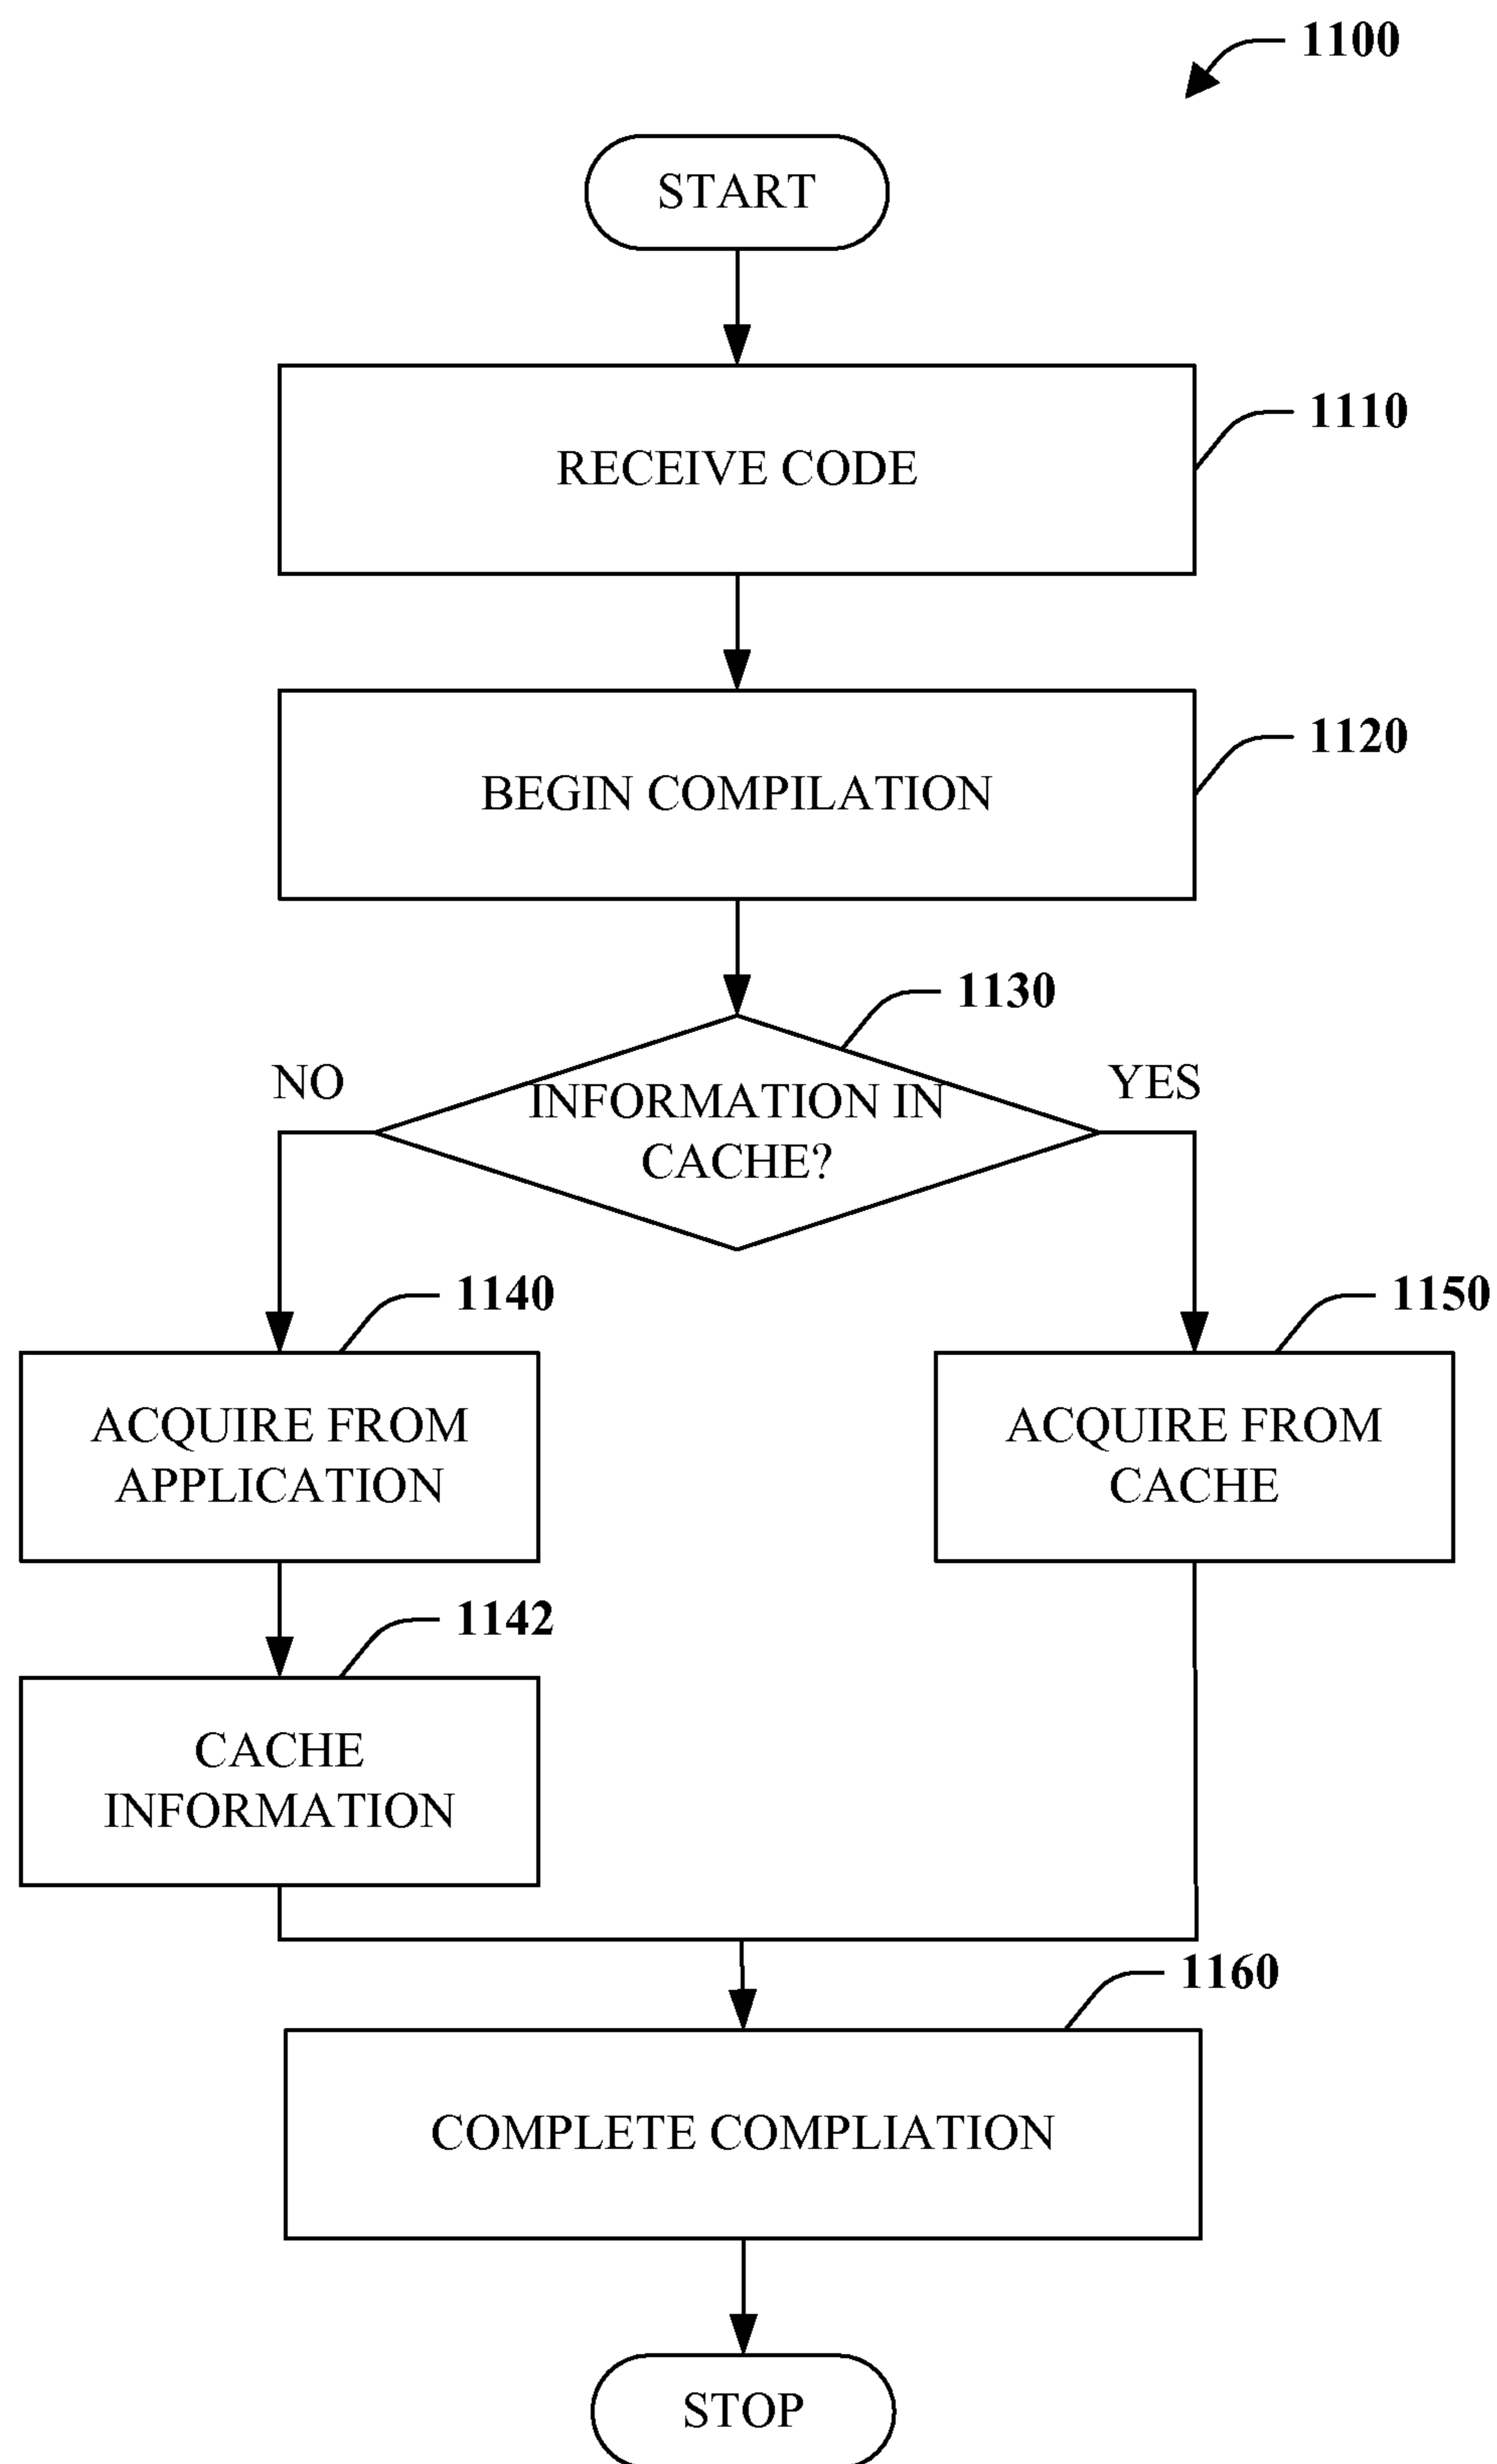 1100
START
RECEIVE CODE
1110
BEGIN COMPILATION
1120
1130
NO
YES
INFORMATION IN
CACHE?
1140
1150
ACQUIRE FROM
APPLICATION
ACQUIRE FROM
CACHE
1142
CACHE
INFORMATION
1160
COMPLETE COMPLIATION
STOP